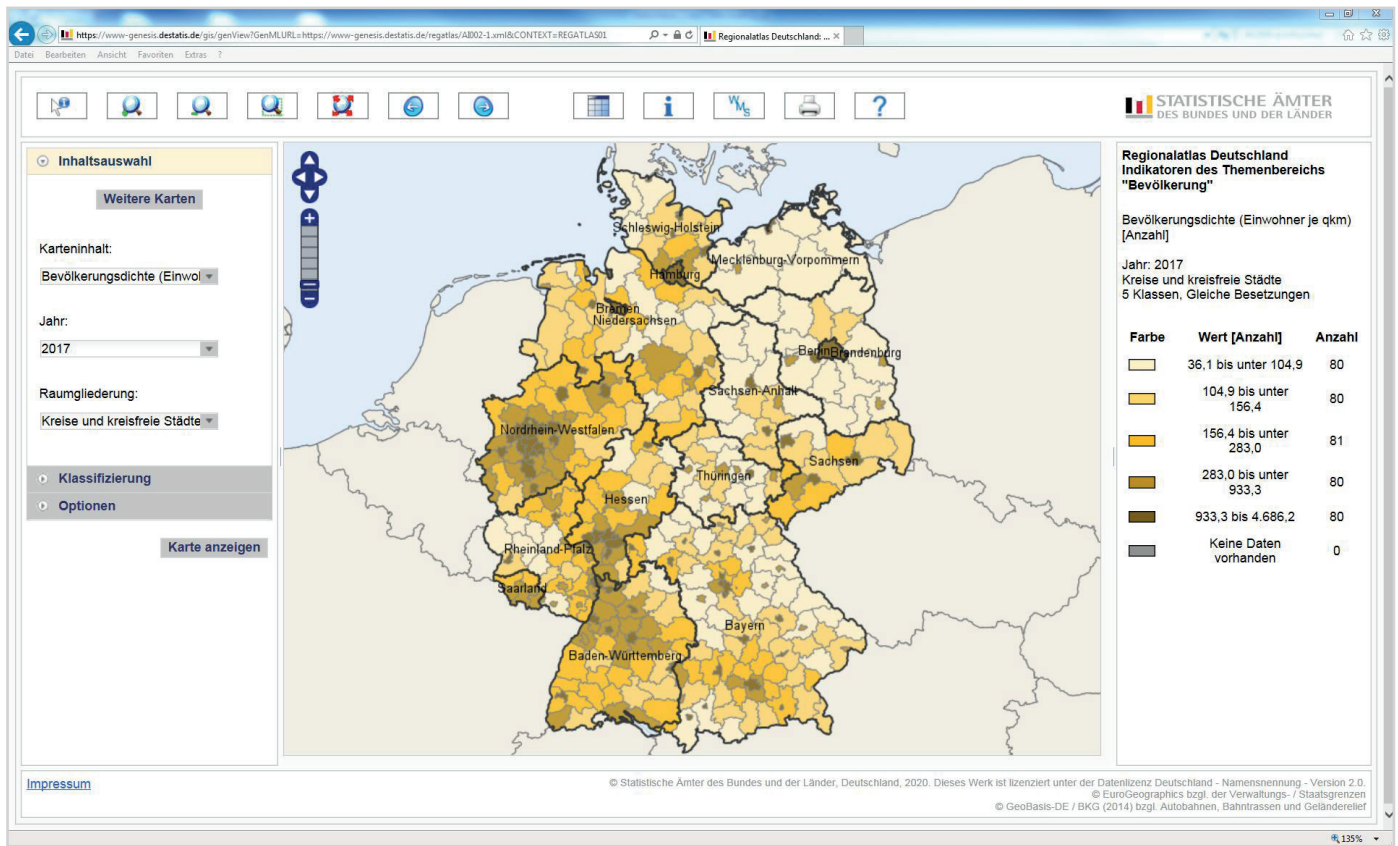 https://www-genesis.destatis.de/gis/genView?GenMLURL=https://www-genesis.destatis.de/regatlas/AI002-1.xml&CONTEXT=REGATLAS01
Regionalatlas Deutschland: ...
Datei Bearbeiten Ansicht Favoriten Extras ?
WMS
?
STATISTISCHE ÄMTER
DES BUNDES UND DER LÄNDER
Inhaltsauswahl
Weitere Karten
Karteninhalt:
Bevölkerungsdichte (Einwoh
Jahr:
2017
Raumgliederung:
Kreise und kreisfreie Städte
Klassifizierung
Optionen
Karte anzeigen
Schleswig-Holstein
Mecklenburg-Vorpommern
Hamburg
Bremen
Niedersachsen
Berlin
Brandenburg
Sachsen-Anhalt
Nordrhein-Westfalen
Sachsen
Thüringen
Hessen
Rheinland-Pfalz
Saarland
Bayern
Baden-Württemberg
Regionalatlas Deutschland
Indikatoren des Themenbereichs
"Bevölkerung"
Bevölkerungsdichte (Einwohner je qkm)
[Anzahl]
Jahr: 2017
Kreise und kreisfreie Städte
5 Klassen, Gleiche Besetzungen
Farbe Wert [Anzahl] Anzahl
36,1 bis unter 104,9 80
104,9 bis unter
156,4 80
156,4 bis unter
283,0 81
283,0 bis unter
933,3 80
933,3 bis 4.686,2 80
Keine Daten
vorhanden 0
Impressum
© Statistische Ämter des Bundes und der Länder, Deutschland, 2020. Dieses Werk ist lizenziert unter der Datenlizenz Deutschland - Namensnennung - Version 2.0.
© EuroGeographics bzgl. der Verwaltungs- / Staatsgrenzen
© GeoBasis-DE / BKG (2014) bzgl. Autobahnen, Bahntrassen und Geländerelief
135%